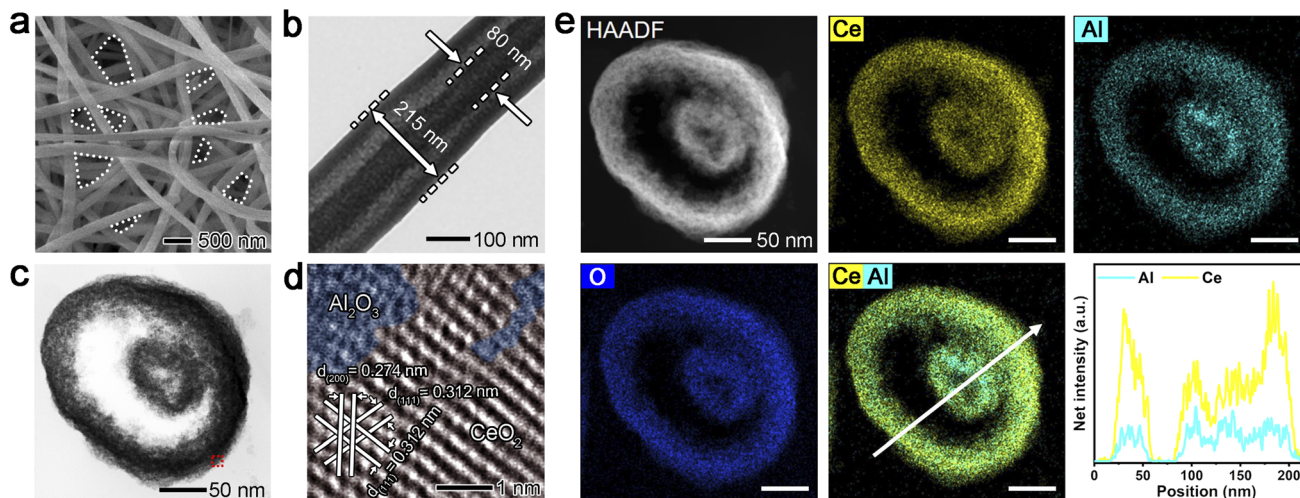 a
500 nm
b
80 nm
215 nm
100 nm
c
50 nm
d
Al₂O₃
d(200) = 0.274 nm
d(111) = 0.312 nm
d(111) = 0.312 nm
CeO₂
1 nm
e
HAADF
50 nm
Ce
Al
O
Ce Al
Al Ce
Net intensity (a.u.)
0 50 100 150 200
Position (nm)